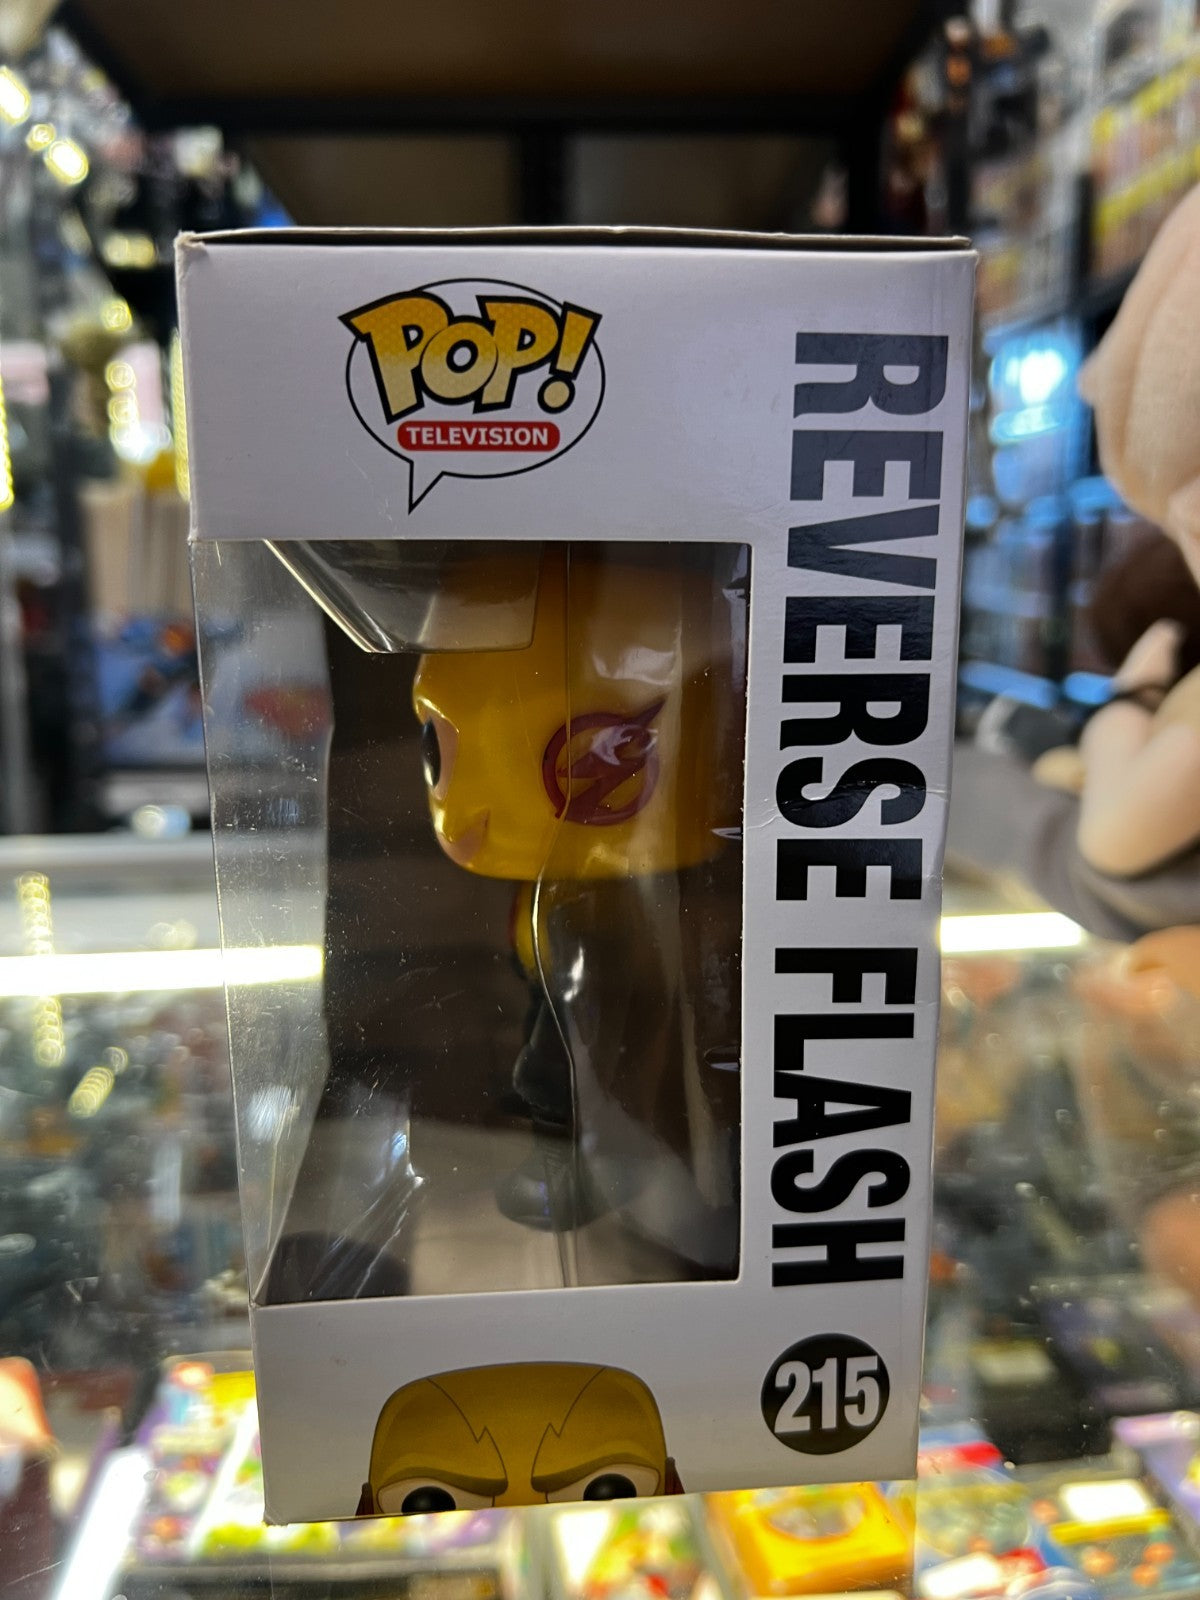 POP!
TELEVISION
REVERSE FLASH
215